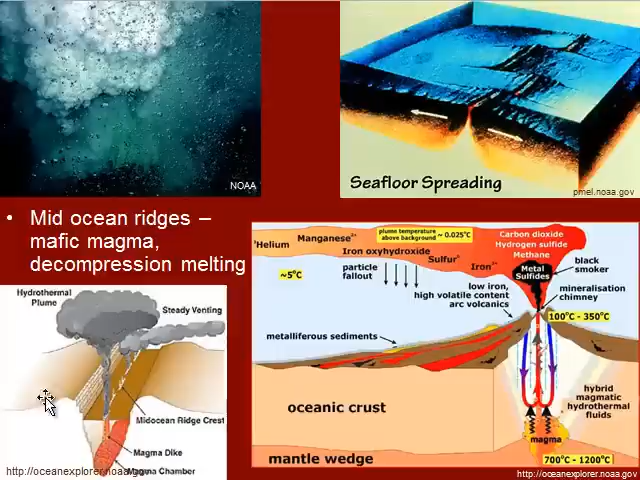 NOAA
Seafloor Spreading
pmel.noaa.gov
• Mid ocean ridges –
mafic magma,
decompression melting
Hydrothermal
Plume
Steady Venting
Midocean Ridge Crest
Magma Dike
Magma Chamber
http://oceanexplorer.noaa.gov
³Helium
Manganese²⁺
plume temperature
above background ~ 0.025°C
Iron oxyhydroxide
Sulfur⁰
Iron²⁺
Carbon dioxide
Hydrogen sulfide
Methane
Metal
Sulfides
black
smoker
~5°C
particle
fallout
low iron,
high volatile content
arc volcanics
mineralisation
chimney
100°C - 350°C
metalliferous sediments
oceanic crust
hybrid
magmatic
hydrothermal
fluids
magma
mantle wedge
700°C - 1200°C
http://oceanexplorer.noaa.gov